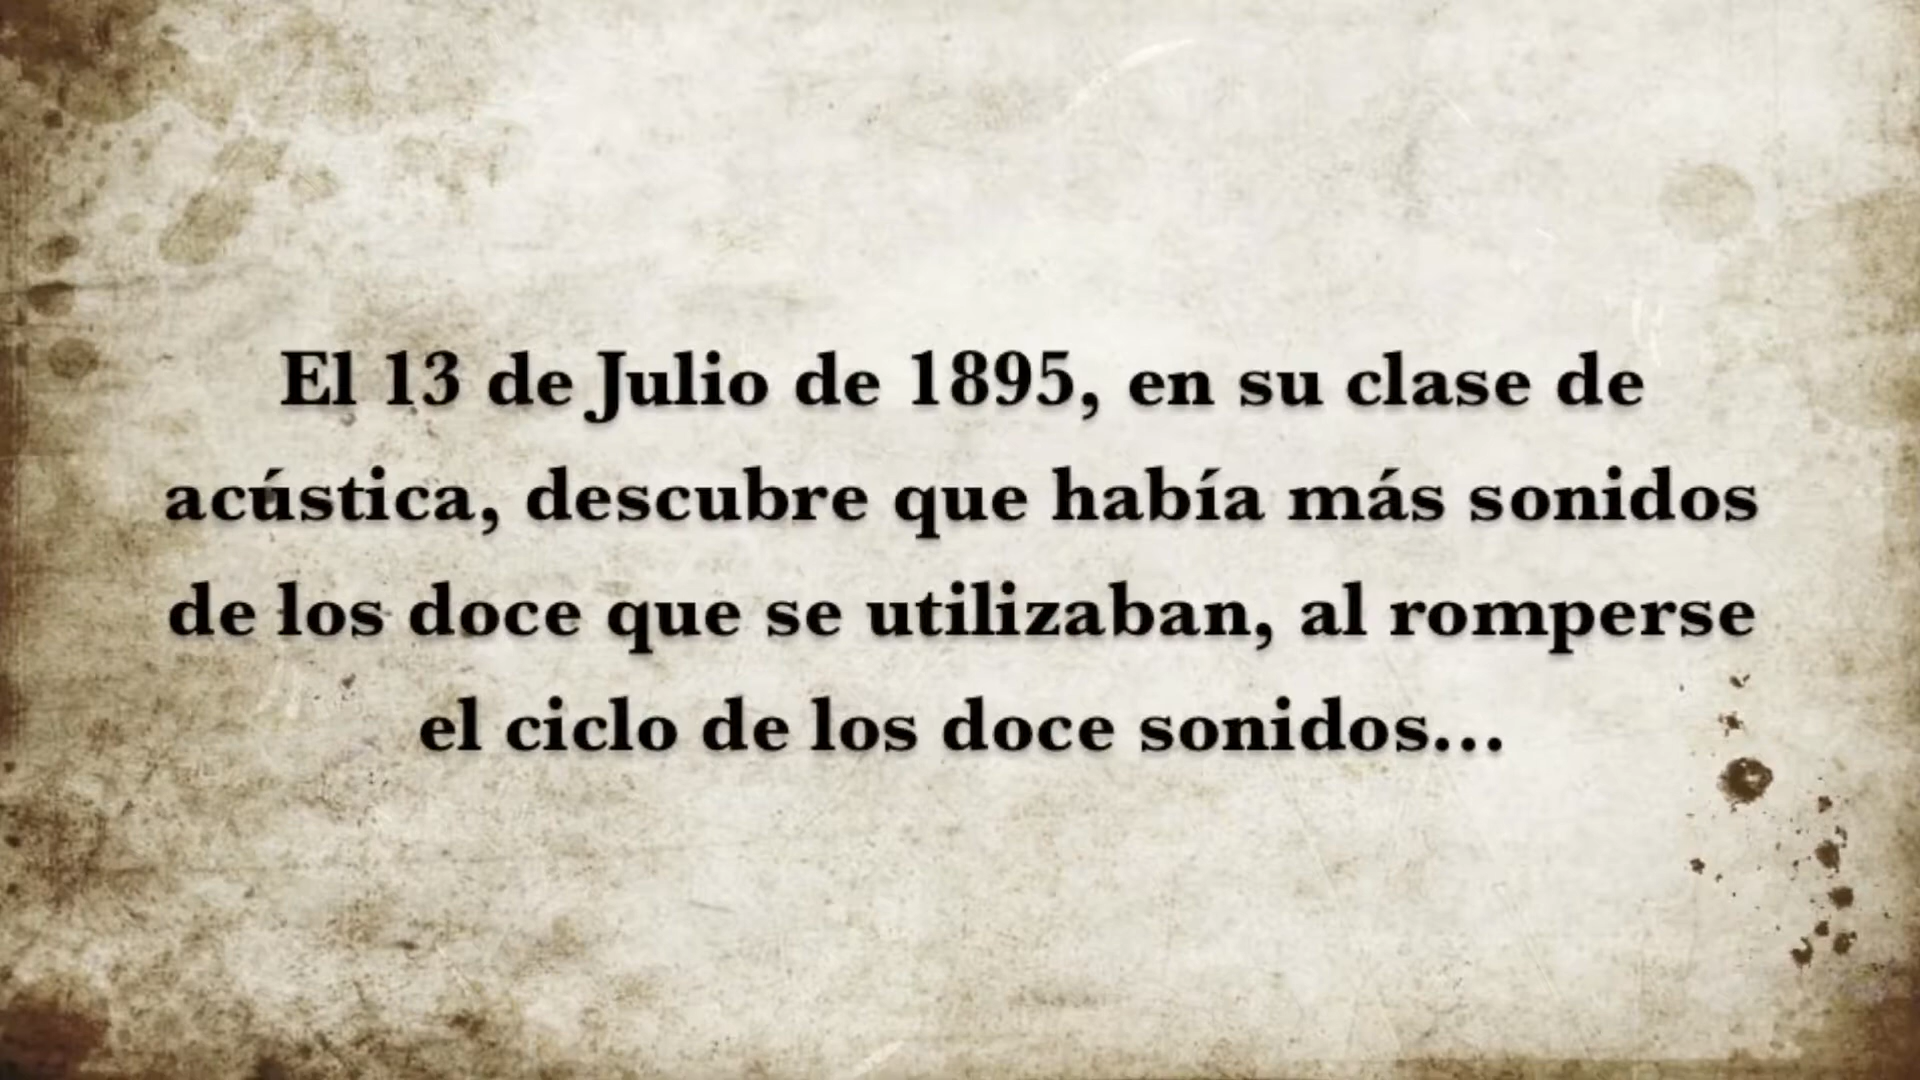 El 13 de Julio de 1895, en su clase de
acústica, descubre que había más sonidos
de los doce que se utilizaban, al romperse
el ciclo de los doce sonidos...